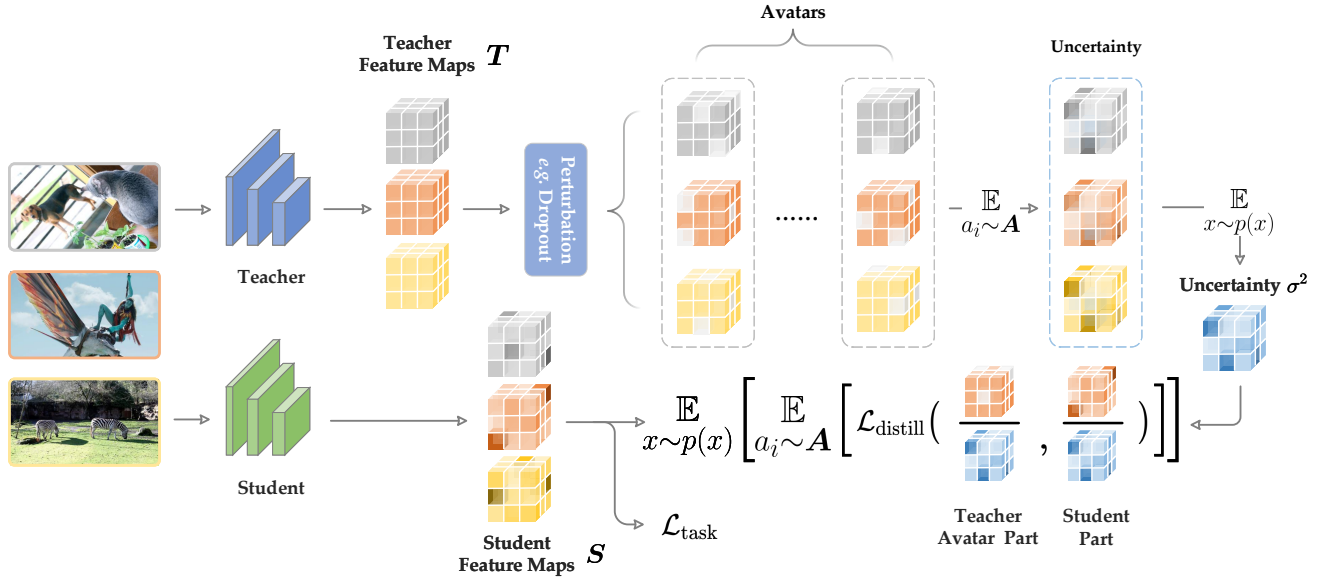 Avatars
Teacher
Feature Maps T
Uncertainty
Perturbation
e.g. Dropout
......
𝔼
a_i∼A
𝔼
x∼p(x)
Teacher
Uncertainty σ²
𝔼
x∼p(x)
[
𝔼
a_i∼A
[ℒ_distill( , )]]
Student
ℒ_task
Teacher
Avatar Part
Student
Part
Student
Feature Maps S